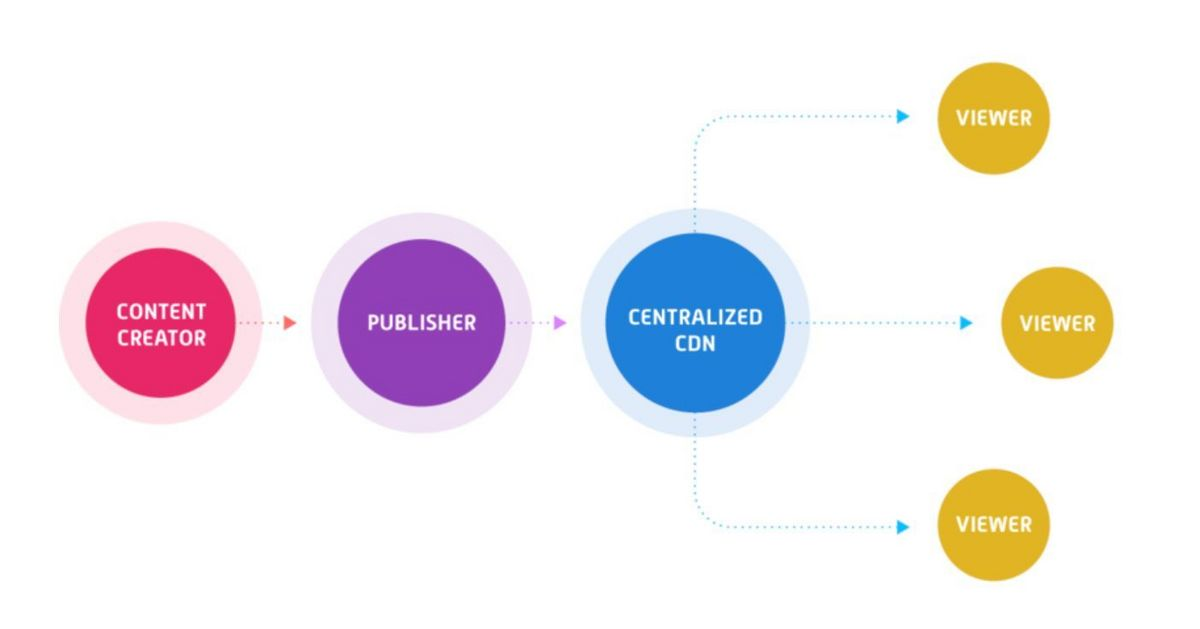 CONTENT
CREATOR
PUBLISHER
CENTRALIZED
CDN
VIEWER
VIEWER
VIEWER